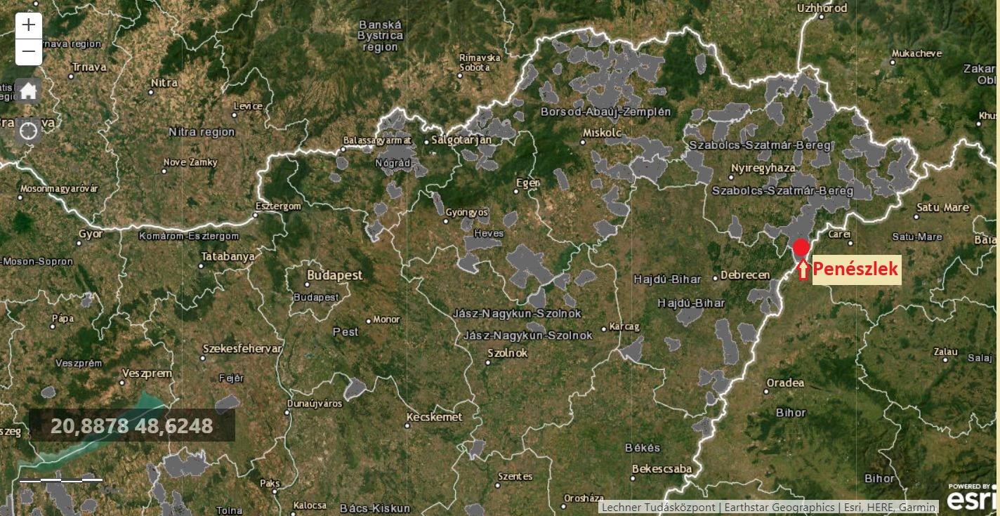 Uzhhorod
Banská
Bystrica
region
rnava region
Rimavska
Sobota
Mukacheve
Trnava
Zakar
Obl
Nitra
Levice
Borsod-Abaúj-Zemplén
Khus
Nitra region
Miskolc
Balassagyarmat
Salgotarján
Szabolcs-Szatmár-Bereg
Nove Zamky
Nógrád
Nyiregyhaza
Mosonmagyaróvár
Eger
Szabolcs-Szatmár-Bereg
Esztergom
Gyöngyös
Satu Mare
Gyor
Komárom-Esztergom
Heves
Carei
Satu-Mare
Baia
-Moson-Sopron
Tatabanya
Penészlek
Budapest
Debrecen
Hajdú-Bihar
Budapest
Hajdú-Bihar
Pápa
Monor
Jász-Nagykun-Szolnok
Karcag
Pest
Jász-Nagykun-Szolnok
Szekesfehervar
Szolnok
Zalau
Salaj
Veszprém
Veszprem
Fejér
Oradea
Dunaújváros
Bihor
20,8878 48,6248
Kecskemet
szeg
Békés
Bekescsaba
Szentes
Bihor
Paks
Orosháza
Kalocsa
Bács-Kiskun
Tolna
POWERED BY
esri
Lechner Tudásközpont | Earthstar Geographics | Esri, HERE, Garmin